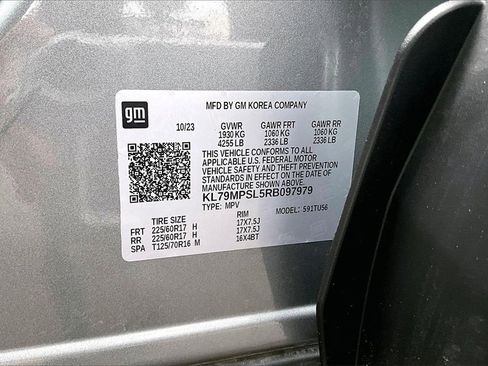 gm
MFD BY GM KOREA COMPANY
10/23 GVWR GAWR FRT GAWR RR
1930 KG 1060 KG 1060 KG
4255 LB 2336 LB 2336 LB
THIS VEHICLE CONFORMS TO ALL
APPLICABLE U.S. FEDERAL MOTOR
VEHICLE SAFETY AND THEFT PREVENTION
STANDARDS IN EFFECT ON THE DATE OF
MANUFACTURE SHOWN ABOVE.
KL79MPSL5RB097979
TYPE: MPV MODEL: 591TU56
TIRE SIZE RIM
FRT 225/60R17 H 17X7.5J
RR 225/60R17 H 17X7.5J
SPA T125/70R16 M 16X4BT